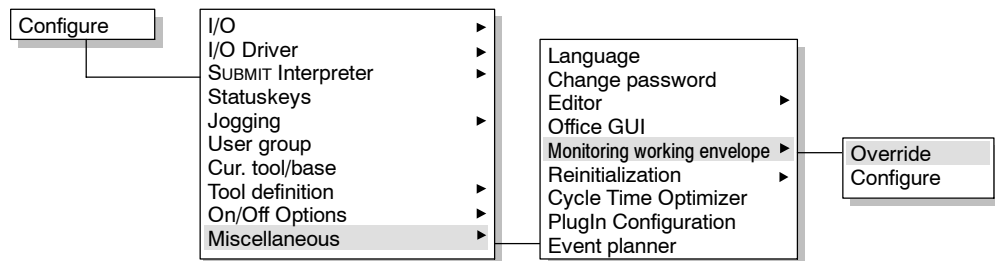 Configure
I/O
I/O Driver
SUBMIT Interpreter
Statuskeys
Jogging
User group
Cur. tool/base
Tool definition
On/Off Options
Miscellaneous
Language
Change password
Editor
Office GUI
Monitoring working envelope
Reinitialization
Cycle Time Optimizer
PlugIn Configuration
Event planner
Override
Configure